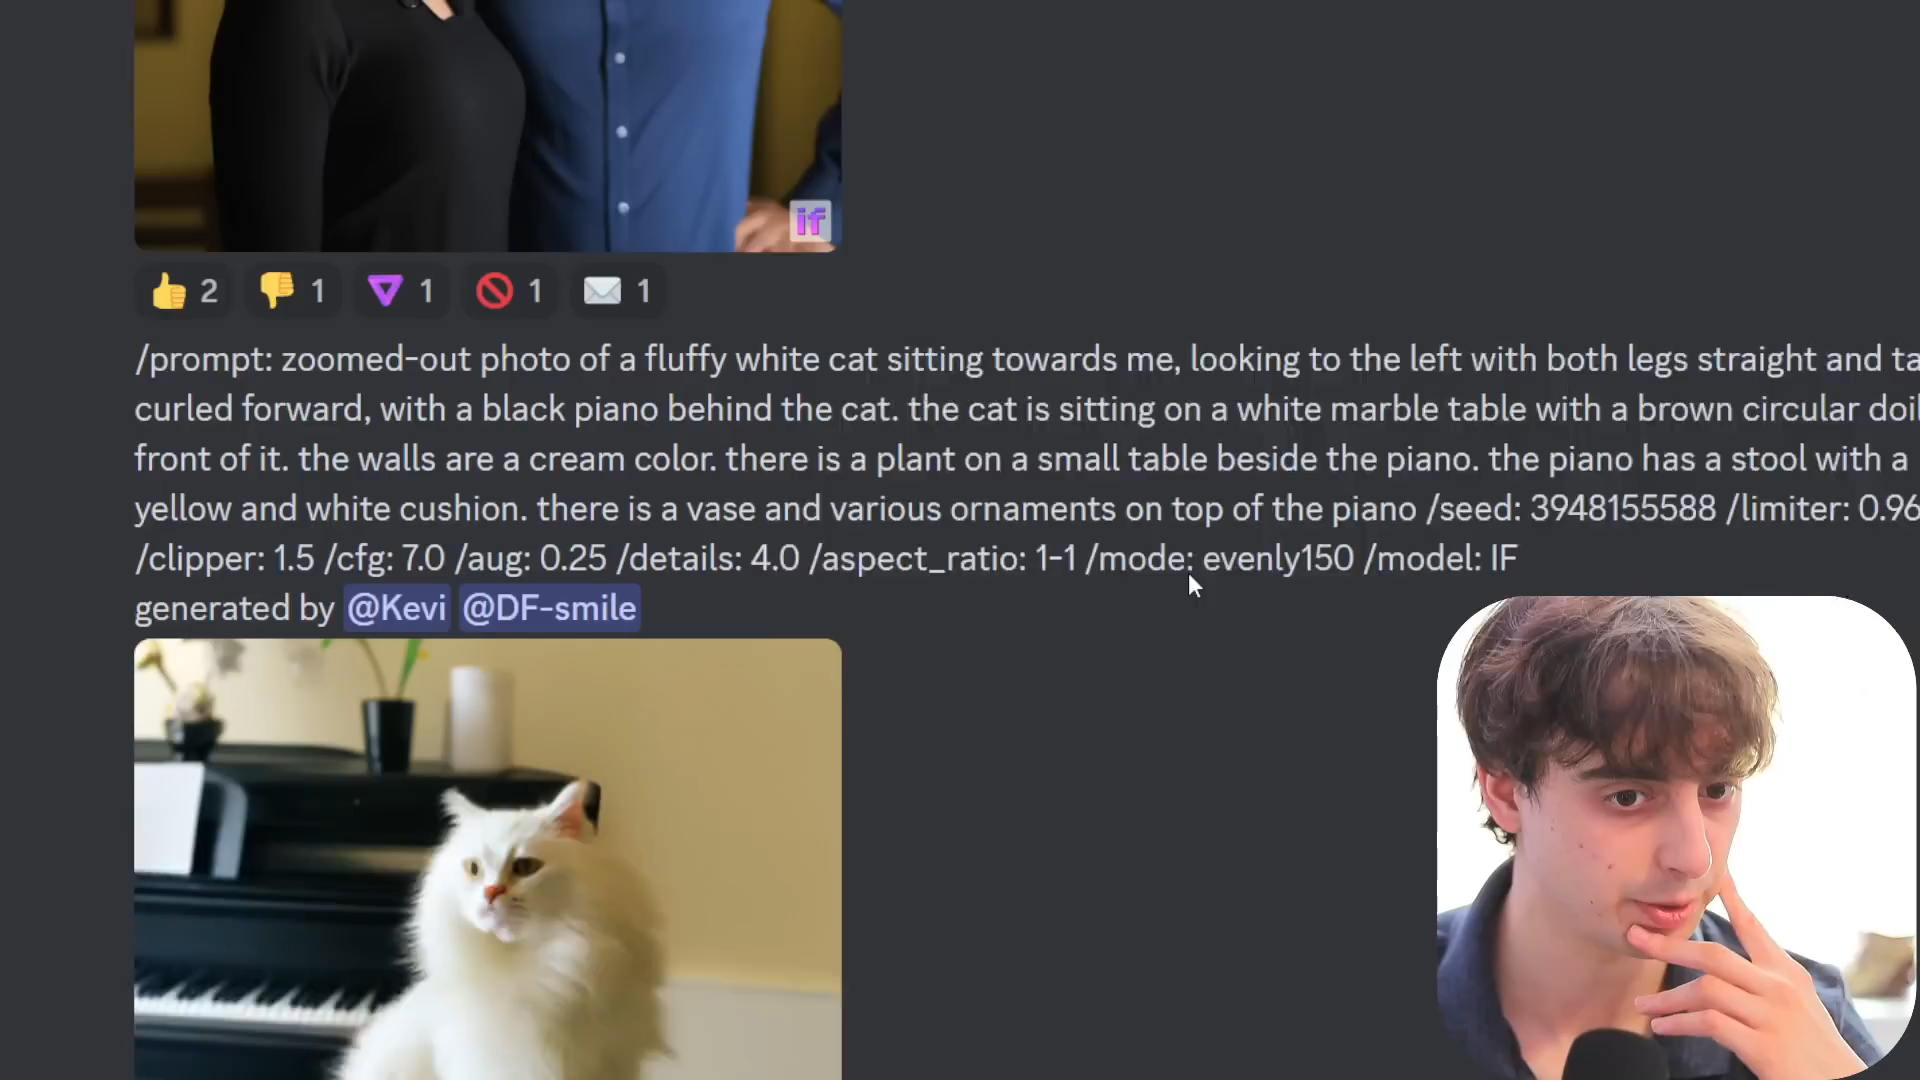 if
2 1 1 1 1
/prompt: zoomed-out photo of a fluffy white cat sitting towards me, looking to the left with both legs straight and
curled forward, with a black piano behind the cat. the cat is sitting on a white marble table with a brown circular
front of it. the walls are a cream color. there is a plant on a small table beside the piano. the piano has a stool with a
yellow and white cushion. there is a vase and various ornaments on top of the piano /seed: 3948155588 /limiter: 0.96
/clipper: 1.5 /cfg: 7.0 /aug: 0.25 /details: 4.0 /aspect_ratio: 1-1 /mode: evenly150 /model: IF
generated by @Kevi @DF-smile